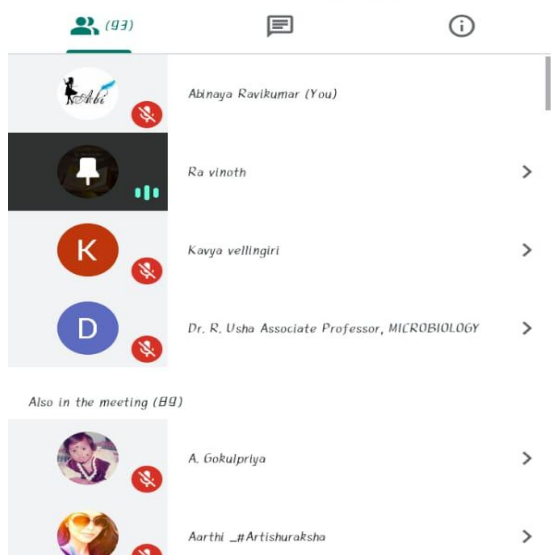 (93)
Abi
Abinaya Ravikumar (You)
Ra vinoth
K
Kavya vellingiri
D
Dr. R. Usha Associate Professor, MICROBIOLOGY
Also in the meeting (89)
A. Gokulpriya
Aarthi _#Artishuraksha